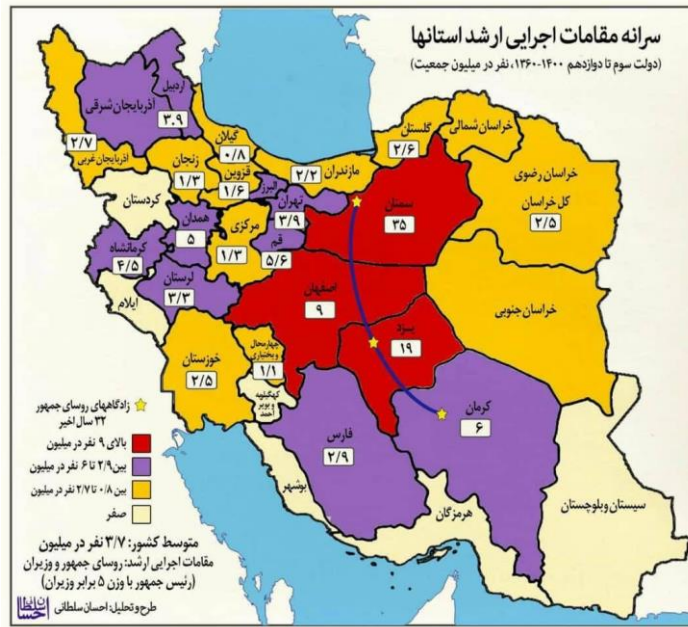 سرانه مقامات اجرایی ارشد استانها
(دولت سوم تا دوازدهم ۱۴۰۰-۱۳۶۰، نفر در میلیون جمعیت)
اردبیل
آذربایجان شرقی
۳.۹
۲/۷
آذربایجان غربی
گیلان
۰/۸
زنجان
۱/۳
قزوین
۱/۶
البرز
مازندران
۲/۲
گلستان
۲/۶
خراسان شمالی
خراسان رضوی
کل خراسان
۲/۵
کردستان
همدان
۵
تهران
۳/۹
سمنان
۳۵
مرکزی
۱/۳
قم
۵/۶
کرمانشاه
۴/۵
لرستان
۳/۳
ایلام
اصفهان
۹
یزد
۱۹
خراسان جنوبی
خوزستان
۲/۵
چهارمحال
و بختیاری
۱/۱
کهگیلویه
و بویر
احمد
فارس
۲/۹
کرمان
۶
بوشهر
هرمزگان
سیستان و بلوچستان
زادگاههای روسای جمهور
۳۲ سال اخیر
بالای ۹ نفر در میلیون
بین ۲/۹ تا ۶ نفر در میلیون
بین ۰/۸ تا ۲/۷ نفر در میلیون
صفر
متوسط کشور: ۳/۷ نفر در میلیون
مقامات اجرایی ارشد: روسای جمهور و وزیران
(رئیس جمهور با وزن ۵ برابر وزیران)
طرح و تحلیل: احسان سلطانی